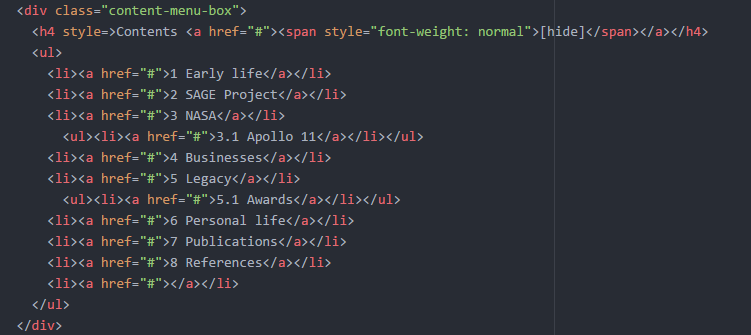 <div class="content-menu-box">
<h4 style=>Contents <a href="#"><span style="font-weight: normal">[hide]</span></a></h4>
<ul>
<li><a href="#">1 Early life</a></li>
<li><a href="#">2 SAGE Project</a></li>
<li><a href="#">3 NASA</a></li>
<ul><li><a href="#">3.1 Apollo 11</a></li></ul>
<li><a href="#">4 Businesses</a></li>
<li><a href="#">5 Legacy</a></li>
<ul><li><a href="#">5.1 Awards</a></li></ul>
<li><a href="#">6 Personal life</a></li>
<li><a href="#">7 Publications</a></li>
<li><a href="#">8 References</a></li>
<li><a href="#"></a></li>
</ul>
</div>